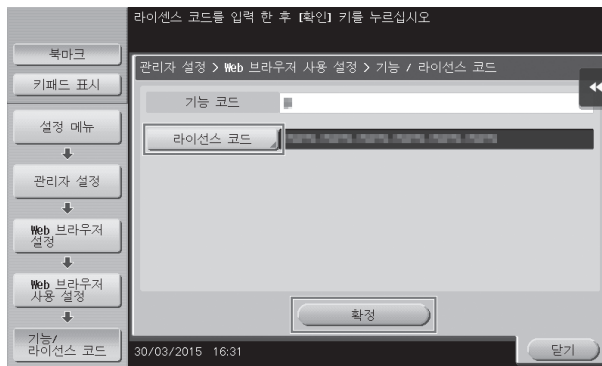 라이센스 코드를 입력 한 후 [확인] 키를 누르십시오
북마크
키패드 표시
관리자 설정 > Web 브라우저 사용 설정 > 기능 / 라이선스 코드
기능 코드
라이선스 코드
설정 메뉴
관리자 설정
Web 브라우저
설정
Web 브라우저
사용 설정
기능/
라이선스 코드
확정
30/03/2015 16:31
닫기